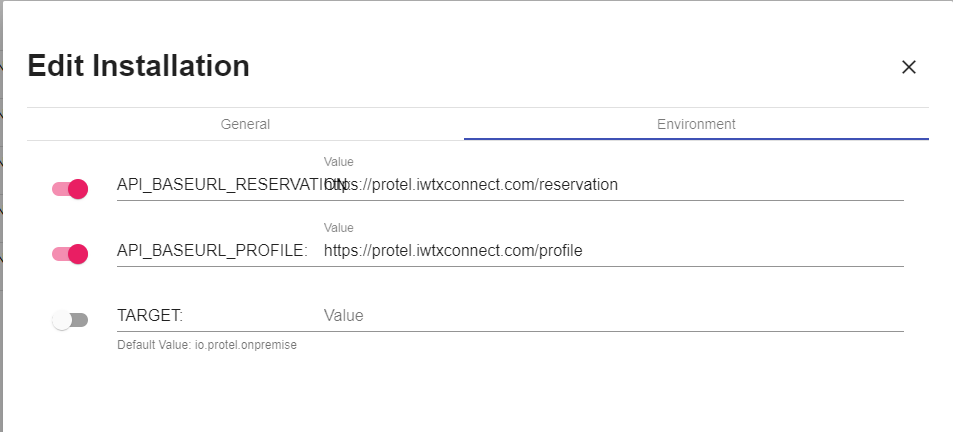 Edit Installation
General
Environment
Value
API_BASEURL_RESERVATION: https://protel.iwtxconnect.com/reservation
Value
API_BASEURL_PROFILE: https://protel.iwtxconnect.com/profile
TARGET: Value
Default Value: io.protel.onpremise